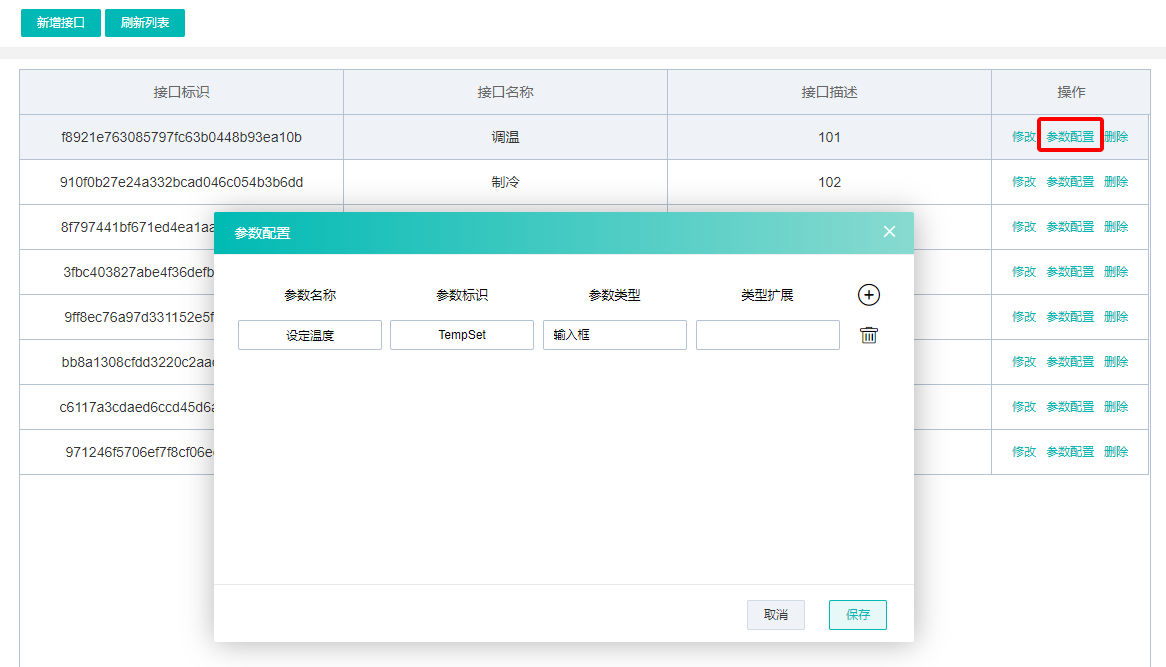 新增接口 刷新列表
接口标识 接口名称 接口描述 操作
f8921e763085797fc63b0448b93ea10b 调温 101 修改 参数配置 删除
910f0b27e24a332bcad046c054b3b6dd 制冷 102 修改 参数配置 删除
8f797441bf671ed4ea1aa 修改 参数配置 删除
3fbc403827abe4f36defb 修改 参数配置 删除
9ff8ec76a97d331152e5f 修改 参数配置 删除
bb8a1308cfdd3220c2aac 修改 参数配置 删除
c6117a3cdaed6ccd45d6a 修改 参数配置 删除
971246f5706ef7f8cf06e 修改 参数配置 删除
参数配置
参数名称 参数标识 参数类型 类型扩展
设定温度 TempSet 输入框
取消 保存